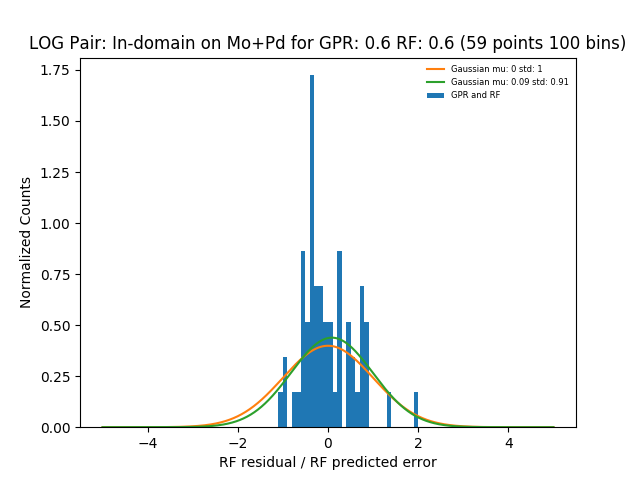 LOG Pair: In-domain on Mo+Pd for GPR: 0.6 RF: 0.6 (59 points 100 bins)
Gaussian mu: 0 std: 1
Gaussian mu: 0.09 std: 0.91
GPR and RF
Normalized Counts
1.75
1.50
1.25
1.00
0.75
0.50
0.25
0.00
−4 −2 0 2 4
RF residual / RF predicted error